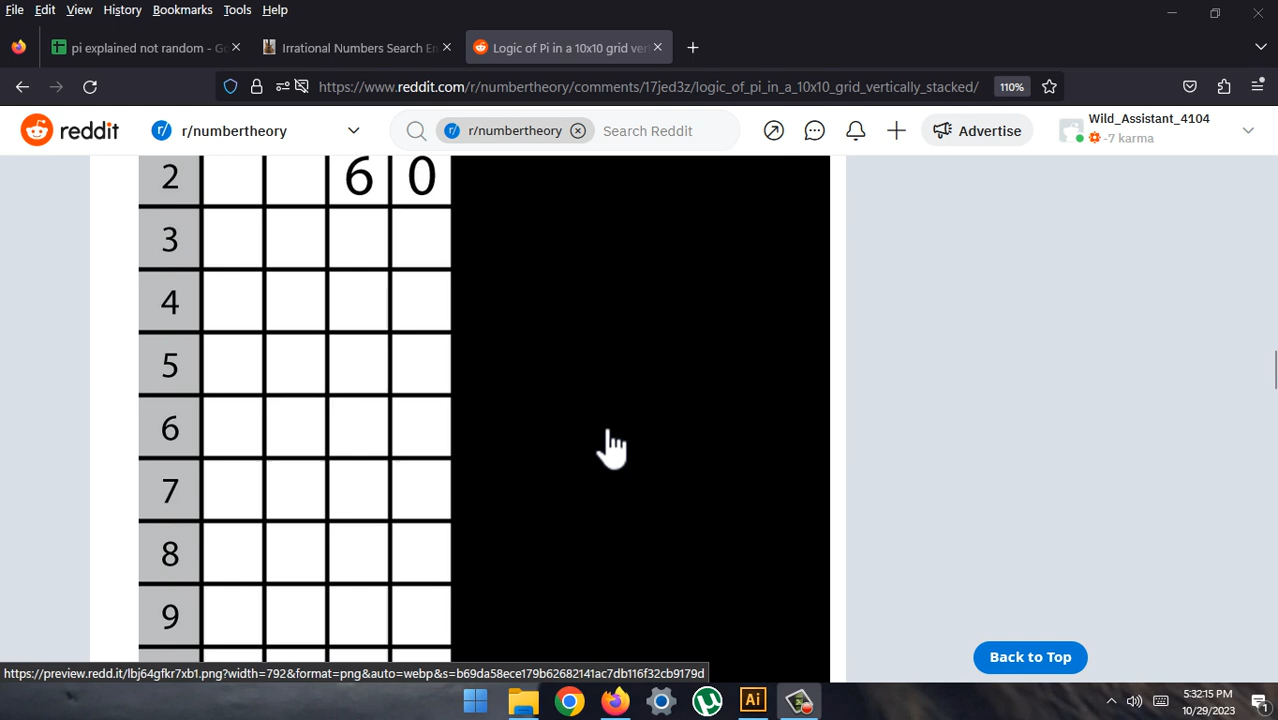 File Edit View History Bookmarks Tools Help
pi explained not random - Go
Irrational Numbers Search En
Logic of Pi in a 10x10 grid ver
https://www.reddit.com/r/numbertheory/comments/17jed3z/logic_of_pi_in_a_10x10_grid_vertically_stacked/
110%
reddit
r/ r/numbertheory
r/ r/numbertheory
Search Reddit
Advertise
Wild_Assistant_4104
-7 karma
2 6 0
3
4
5
6
7
8
9
Back to Top
https://preview.redd.it/lbj64gfkr7xb1.png?width=792&format=png&auto=webp&s=b69da58ece179b62682141ac7db116f32cb9179d
Ai
5:32:15 PM
10/29/2023
1